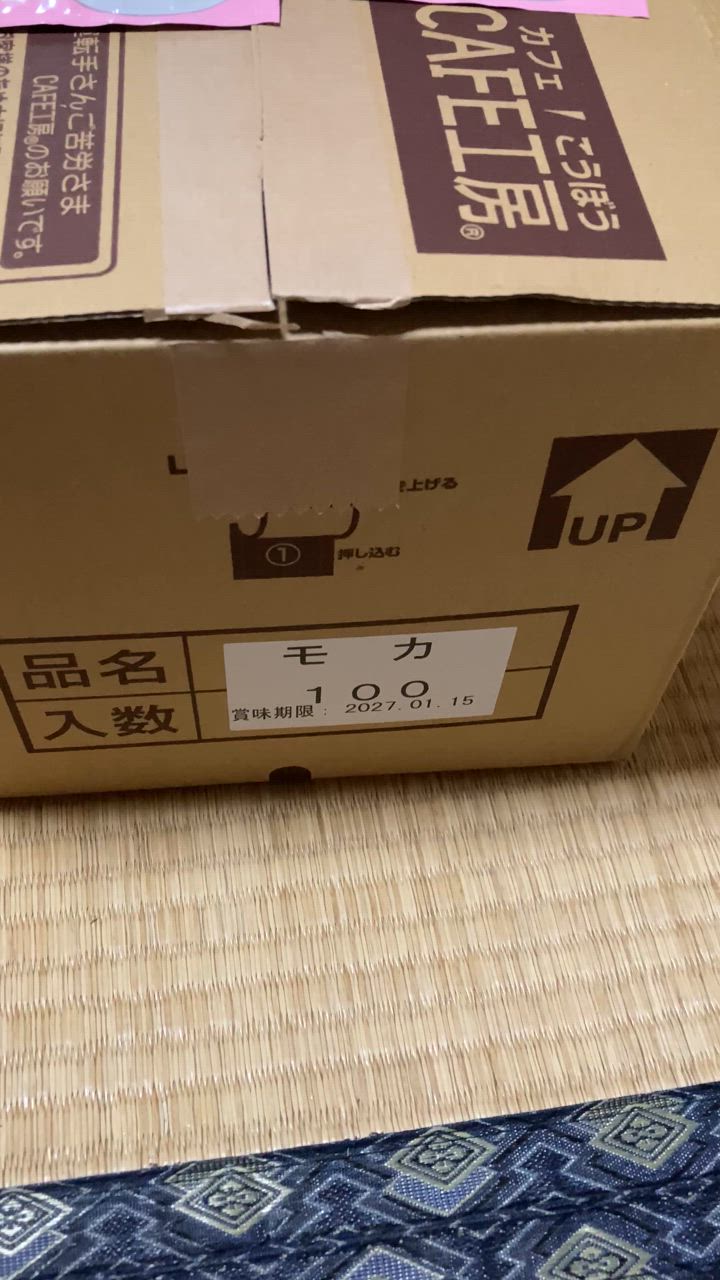 カフェ こうぼう
CAFE工房®
運転手さん、ご苦労さま
CAFE工房®のお願いです。
上げる
① 押し込む
UP
品名 モカ
入数 100
賞味期限: 2027.01.15